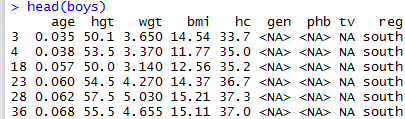 > head(boys)
age hgt wgt bmi hc gen phb tv reg
3 0.035 50.1 3.650 14.54 33.7 <NA> <NA> NA south
4 0.038 53.5 3.370 11.77 35.0 <NA> <NA> NA south
18 0.057 50.0 3.140 12.56 35.2 <NA> <NA> NA south
23 0.060 54.5 4.270 14.37 36.7 <NA> <NA> NA south
28 0.062 57.5 5.030 15.21 37.3 <NA> <NA> NA south
36 0.068 55.5 4.655 15.11 37.0 <NA> <NA> NA south